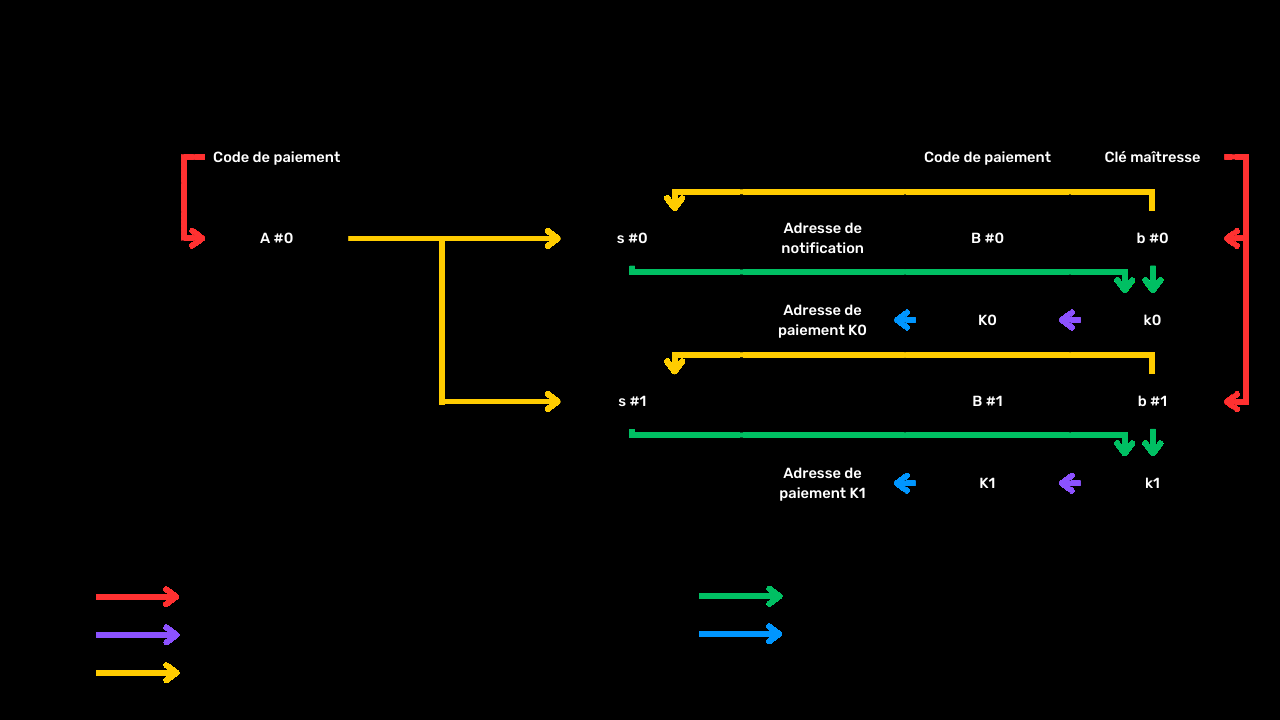 Code de paiement
Code de paiement
Clé maîtresse
A #0
s #0
Adresse de
notification
B #0
b #0
Adresse de
paiement K0
K0
k0
s #1
B #1
b #1
Adresse de
paiement K1
K1
k1